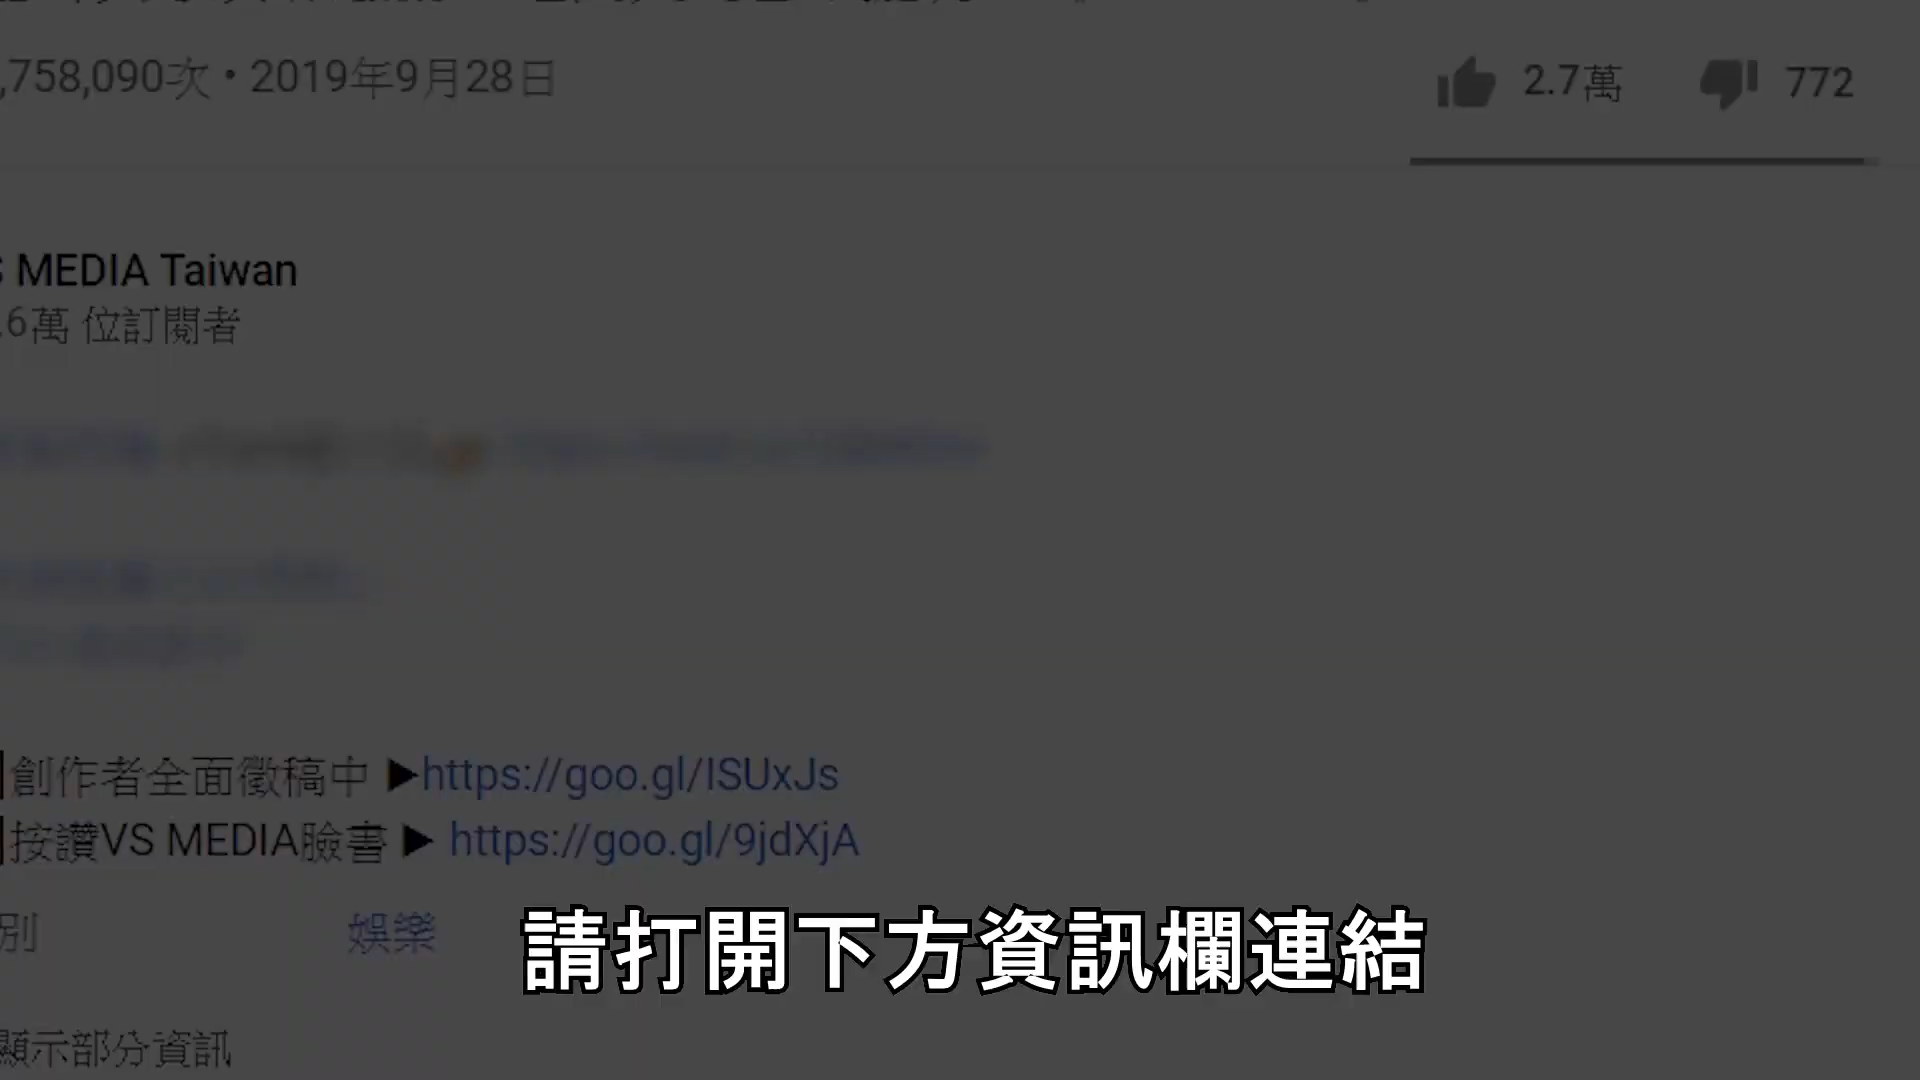 ,758,090次 • 2019年9月28日
2.7萬 772
MEDIA Taiwan
.6萬 位訂閱者
創作者全面徵稿中 ▶https://goo.gl/ISUxJs
按讚VS MEDIA臉書 ▶ https://goo.gl/9jdXjA
別 娛樂
請打開下方資訊欄連結
顯示部分資訊